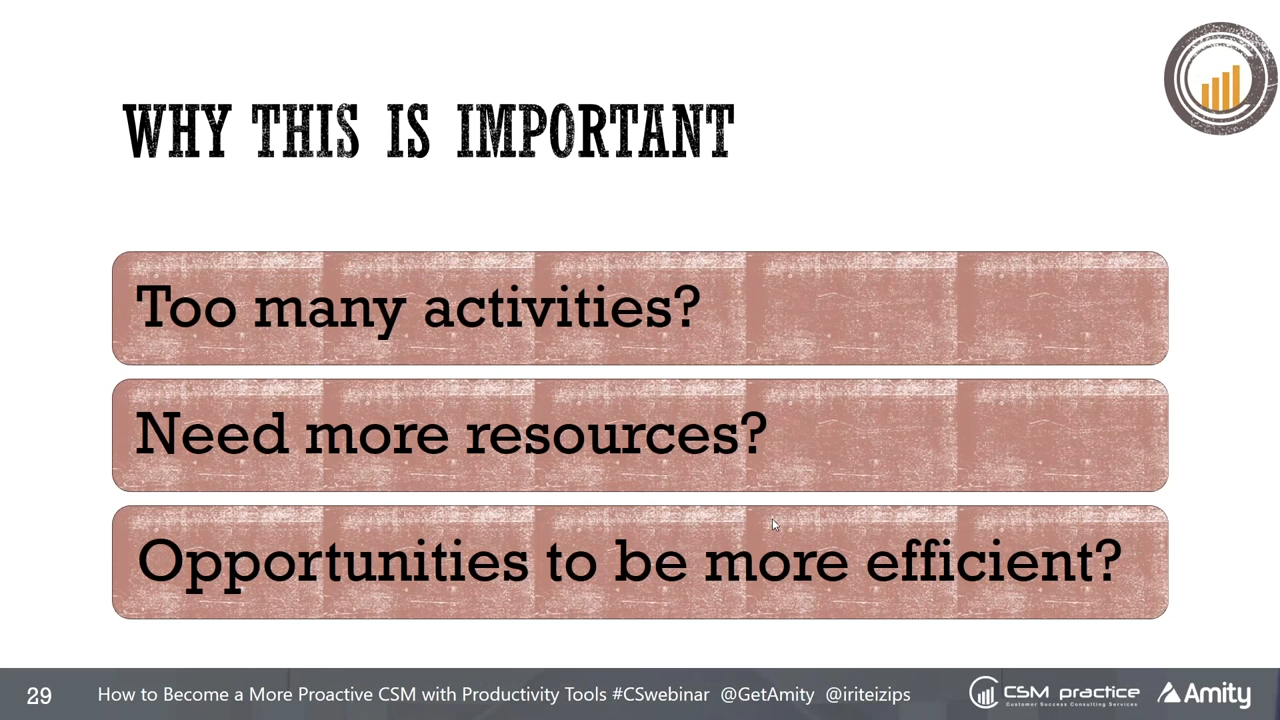 WHY THIS IS IMPORTANT
Too many activities?
Need more resources?
Opportunities to be more efficient?
29 How to Become a More Proactive CSM with Productivity Tools #CSwebinar @GetAmity @iriteizips
CSM practice
Customer Success Consulting Services
Amity